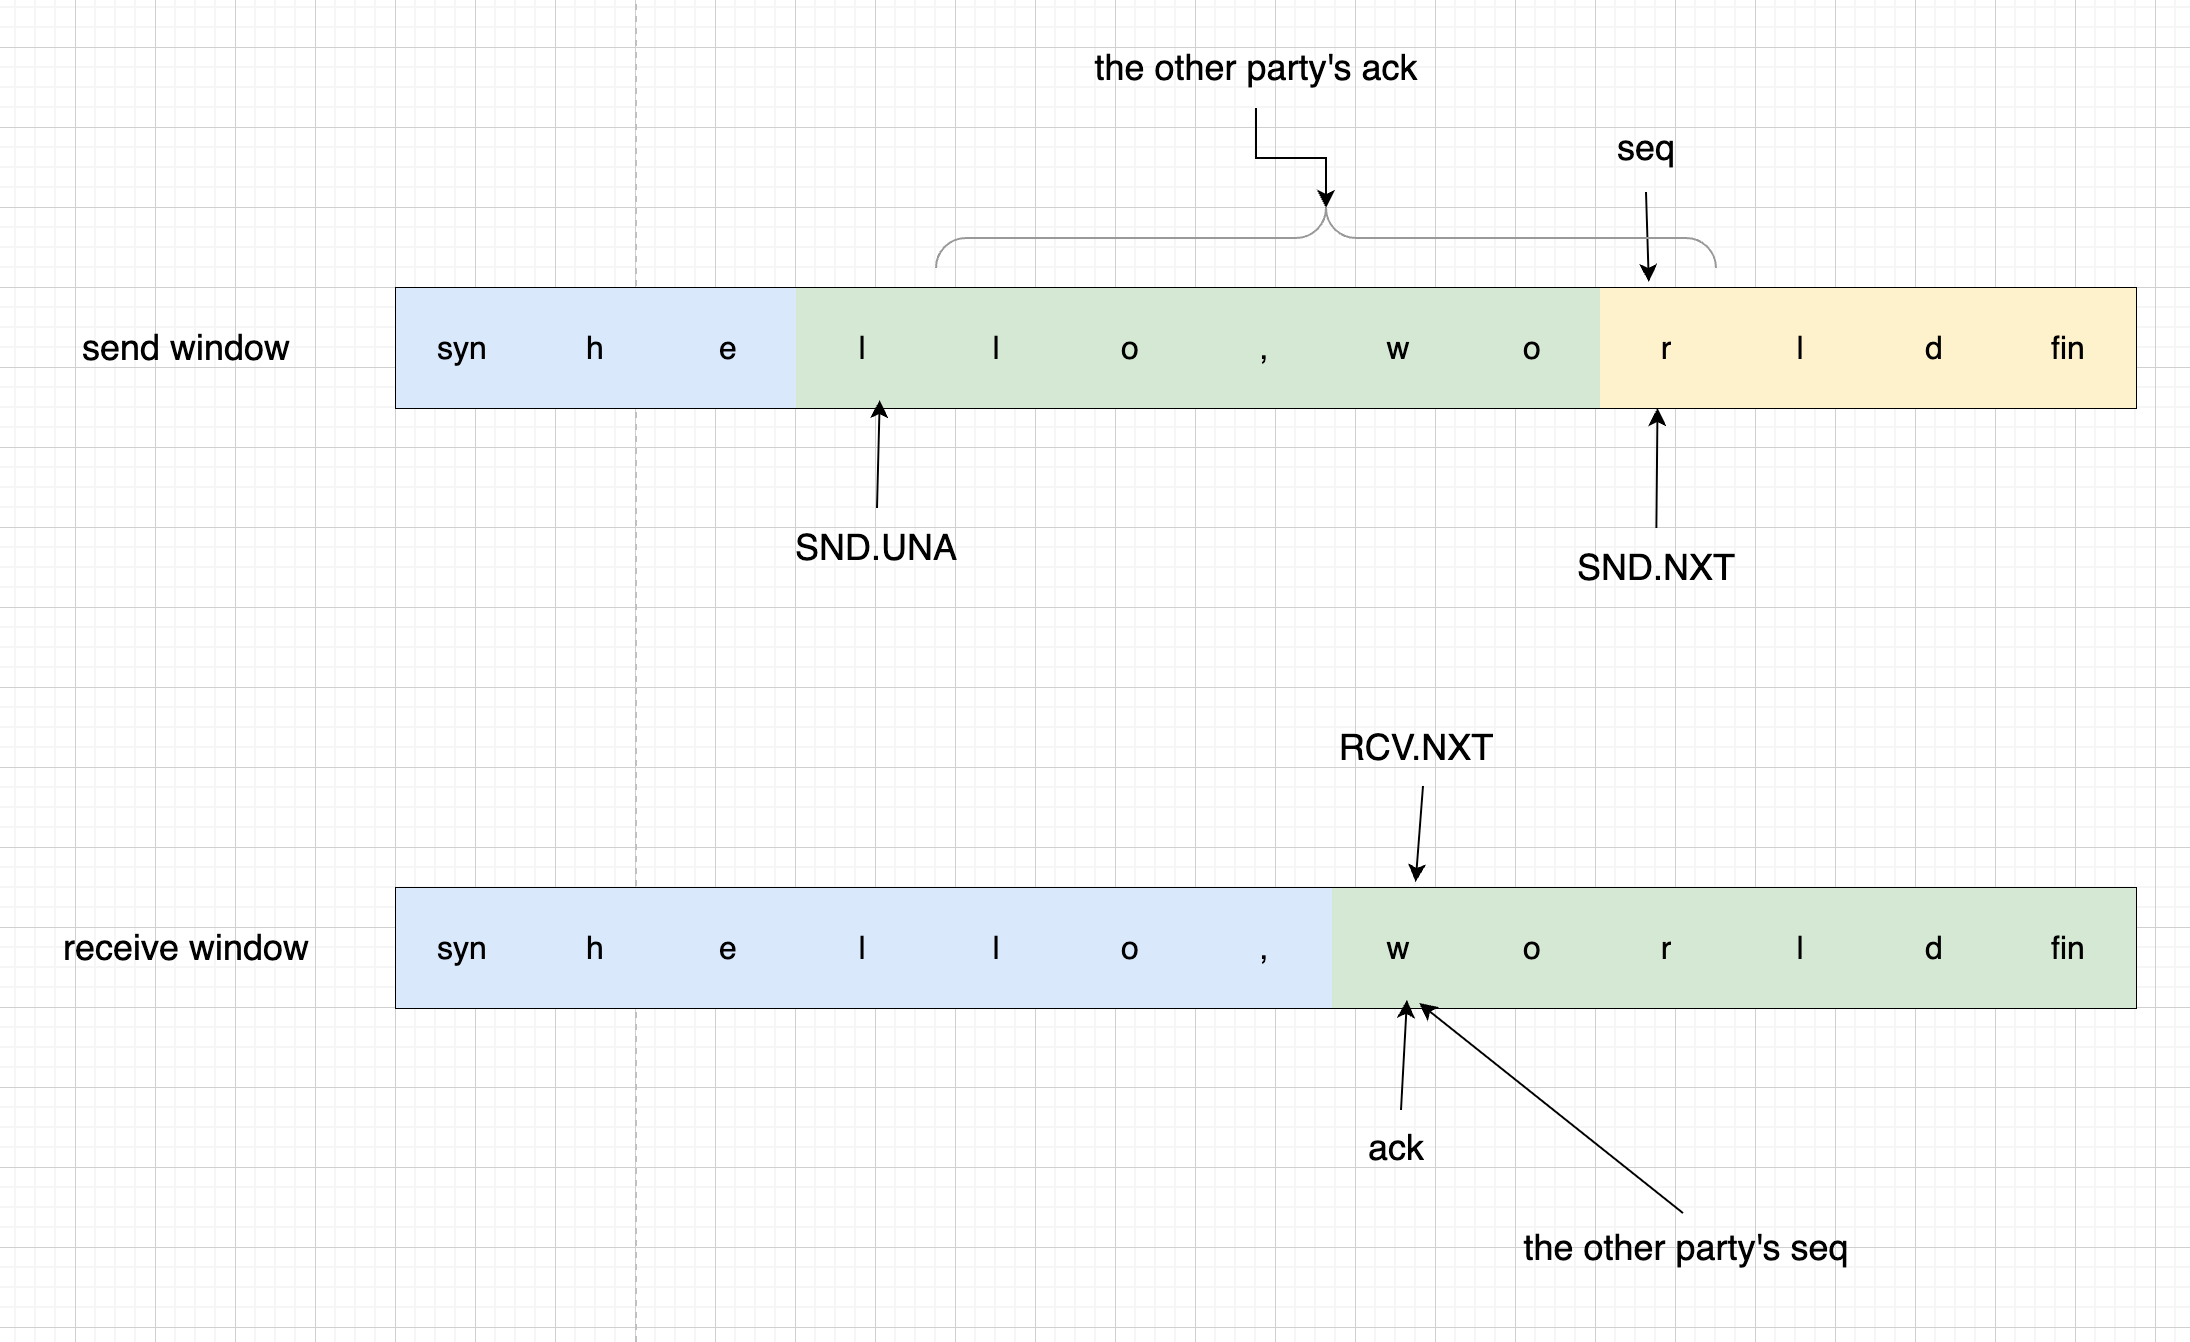 the other party's ack
seq
send window
syn h e l l o , w o r l d fin
SND.UNA
SND.NXT
RCV.NXT
receive window
syn h e l l o , w o r l d fin
ack
the other party's seq